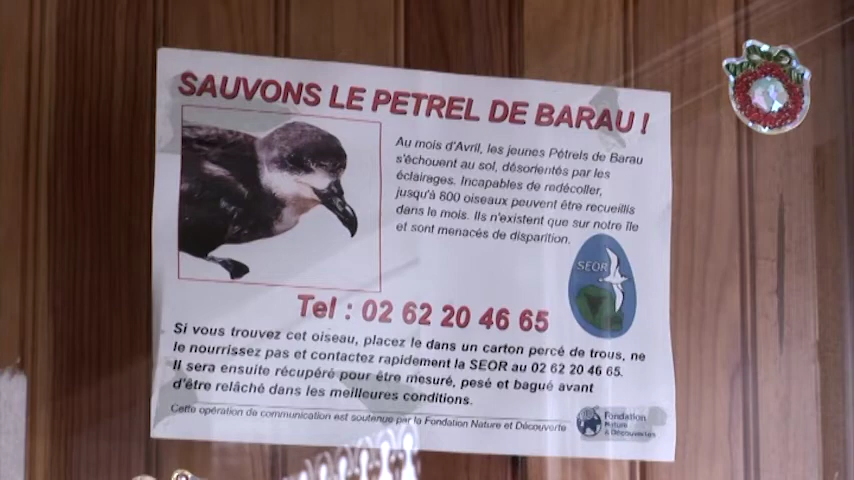 SAUVONS LE PETREL DE BARAU !
Au mois d'Avril, les jeunes Pétrels de Barau
s'échouent au sol, désorientés par les
éclairages. Incapables de redécoller,
jusqu'à 800 oiseaux peuvent être recueillis
dans le mois. Ils n'existent que sur notre île
et sont menacés de disparition.
SEOR
Tel : 02 62 20 46 65
Si vous trouvez cet oiseau, placez le dans un carton percé de trous, ne
le nourrissez pas et contactez rapidement la SEOR au 02 62 20 46 65.
Il sera ensuite récupéré pour être mesuré, pesé et bagué avant
d'être relâché dans les meilleures conditions.
Cette opération de communication est soutenue par la Fondation Nature et Découverte
Fondation
Nature
& Découvertes